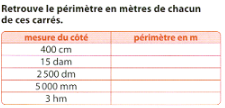 Retrouve le périmètre en mètres de chacun
de ces carrés.
mesure du côté périmètre en m
400 cm
15 dam
2 500 dm
5 000 mm
3 hm